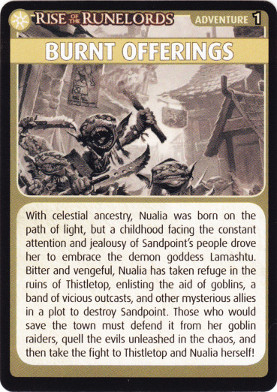 RISE OF THE RUNELORDS ADVENTURE 1
BURNT OFFERINGS
With celestial ancestry, Nualia was born on
the path of light, but a childhood facing the constant
attention and jealousy of Sandpoint's people drove
her to embrace the demon goddess Lamashtu.
Bitter and vengeful, Nualia has taken refuge in the
ruins of Thistletop, enlisting the aid of goblins, a
band of vicious outcasts, and other mysterious allies
in a plot to destroy Sandpoint. Those who would
save the town must defend it from her goblin
raiders, quell the evils unleashed in the chaos, and
then take the fight to Thistletop and Nualia herself!